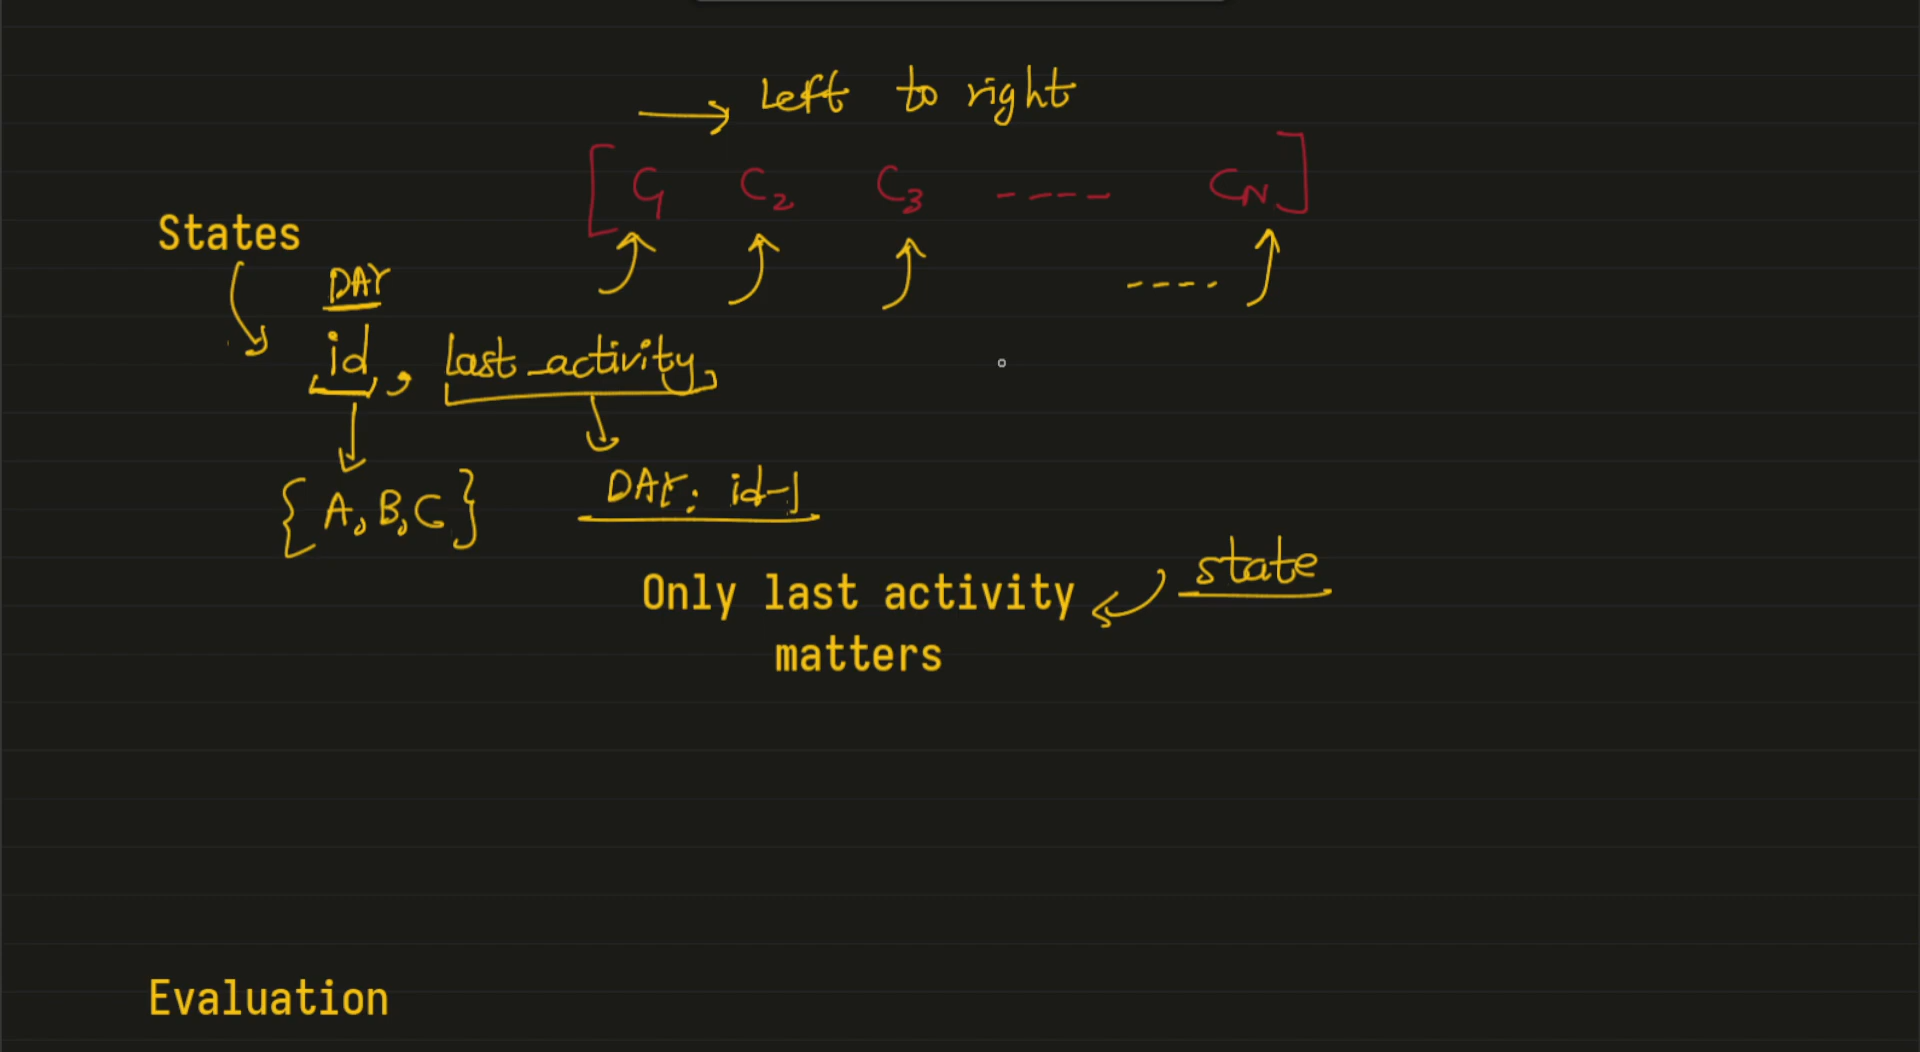 → Left to right
[C1 C2 C3 ---- CN]
States
DAY
----
id, last_activity
{A, B, C}
DAY: id-1
state
Only last activity
matters
Evaluation